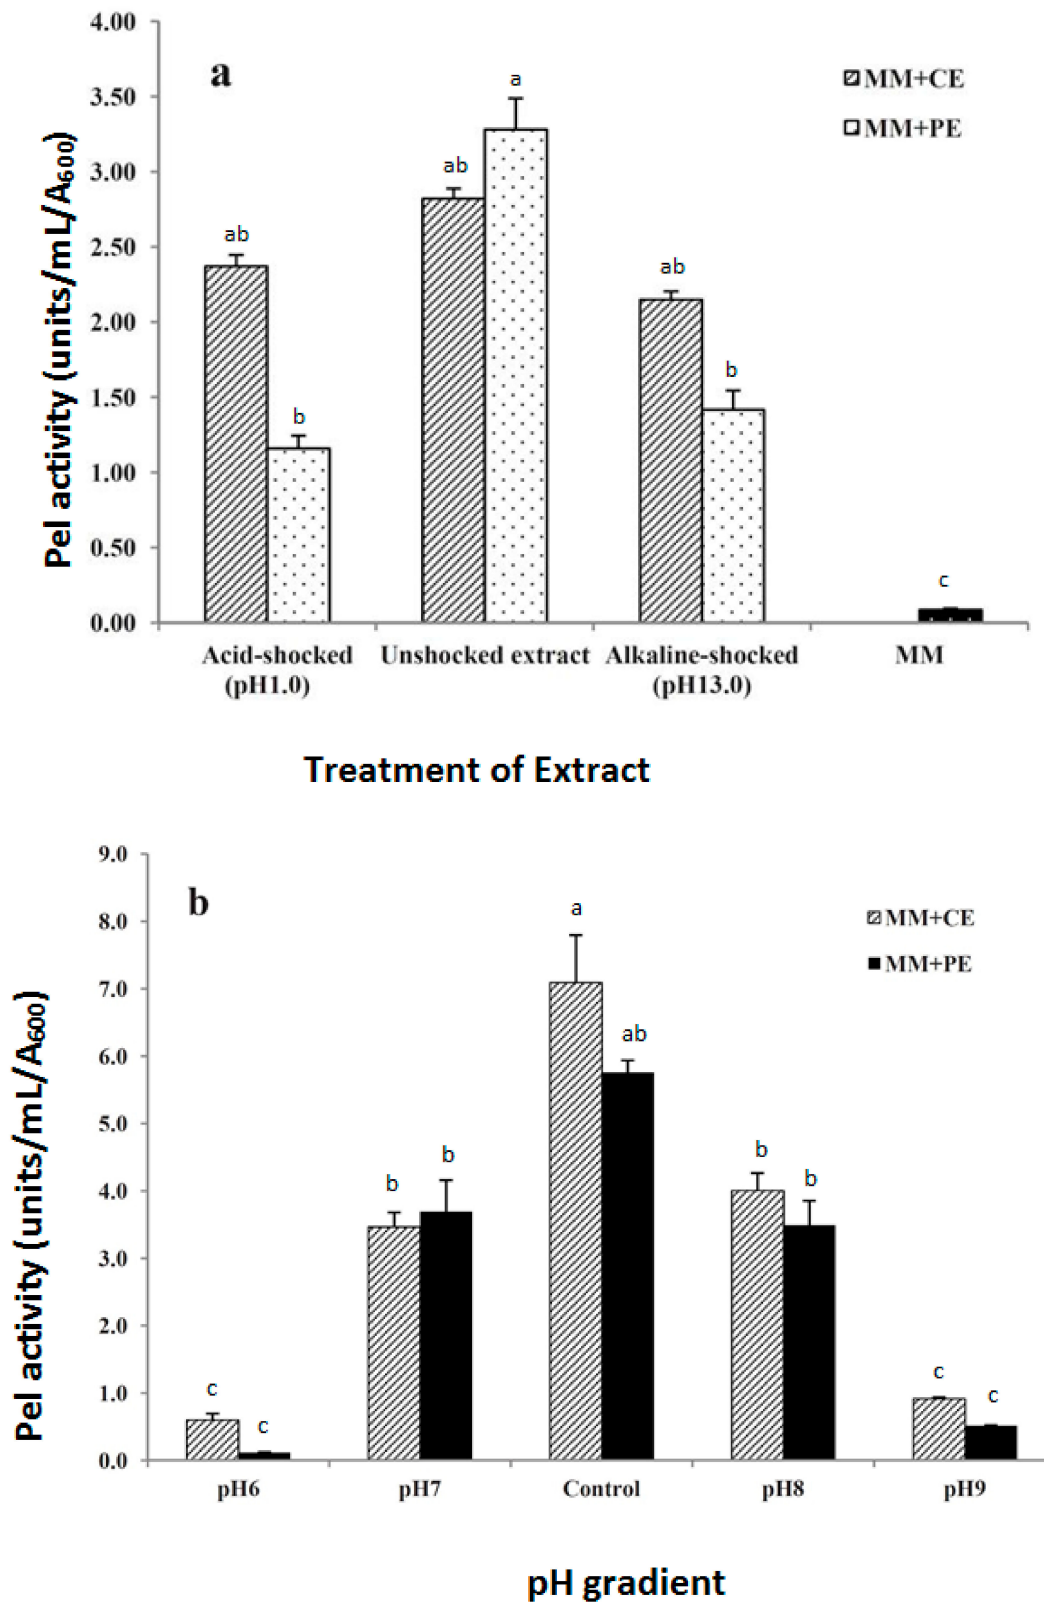 4.00
a
MM+CE
MM+PE
3.50
3.00
2.50
2.00
1.50
1.00
0.50
0.00
Pel activity (units/mL/A600)
ab
b
ab
a
ab
b
c
Acid-shocked Unshocked extract Alkaline-shocked MM
(pH1.0) (pH13.0)
Treatment of Extract
9.0
b
MM+CE
MM+PE
8.0
7.0
6.0
5.0
4.0
3.0
2.0
1.0
0.0
Pel activity (units/mL/A600)
c
c
b
b
a
ab
b
b
c
c
pH6 pH7 Control pH8 pH9
pH gradient